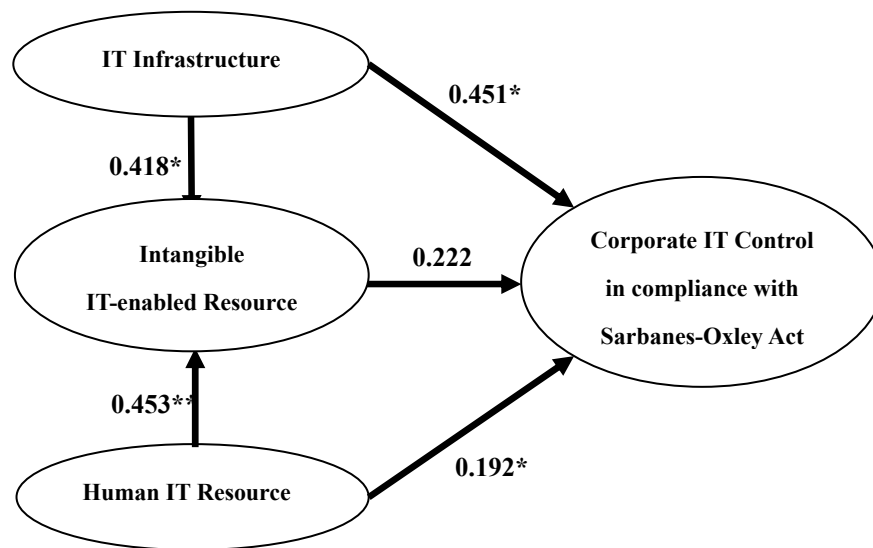 IT Infrastructure
0.451*
0.418*
Intangible
IT-enabled Resource
0.222
Corporate IT Control
in compliance with
Sarbanes-Oxley Act
0.453**
0.192*
Human IT Resource